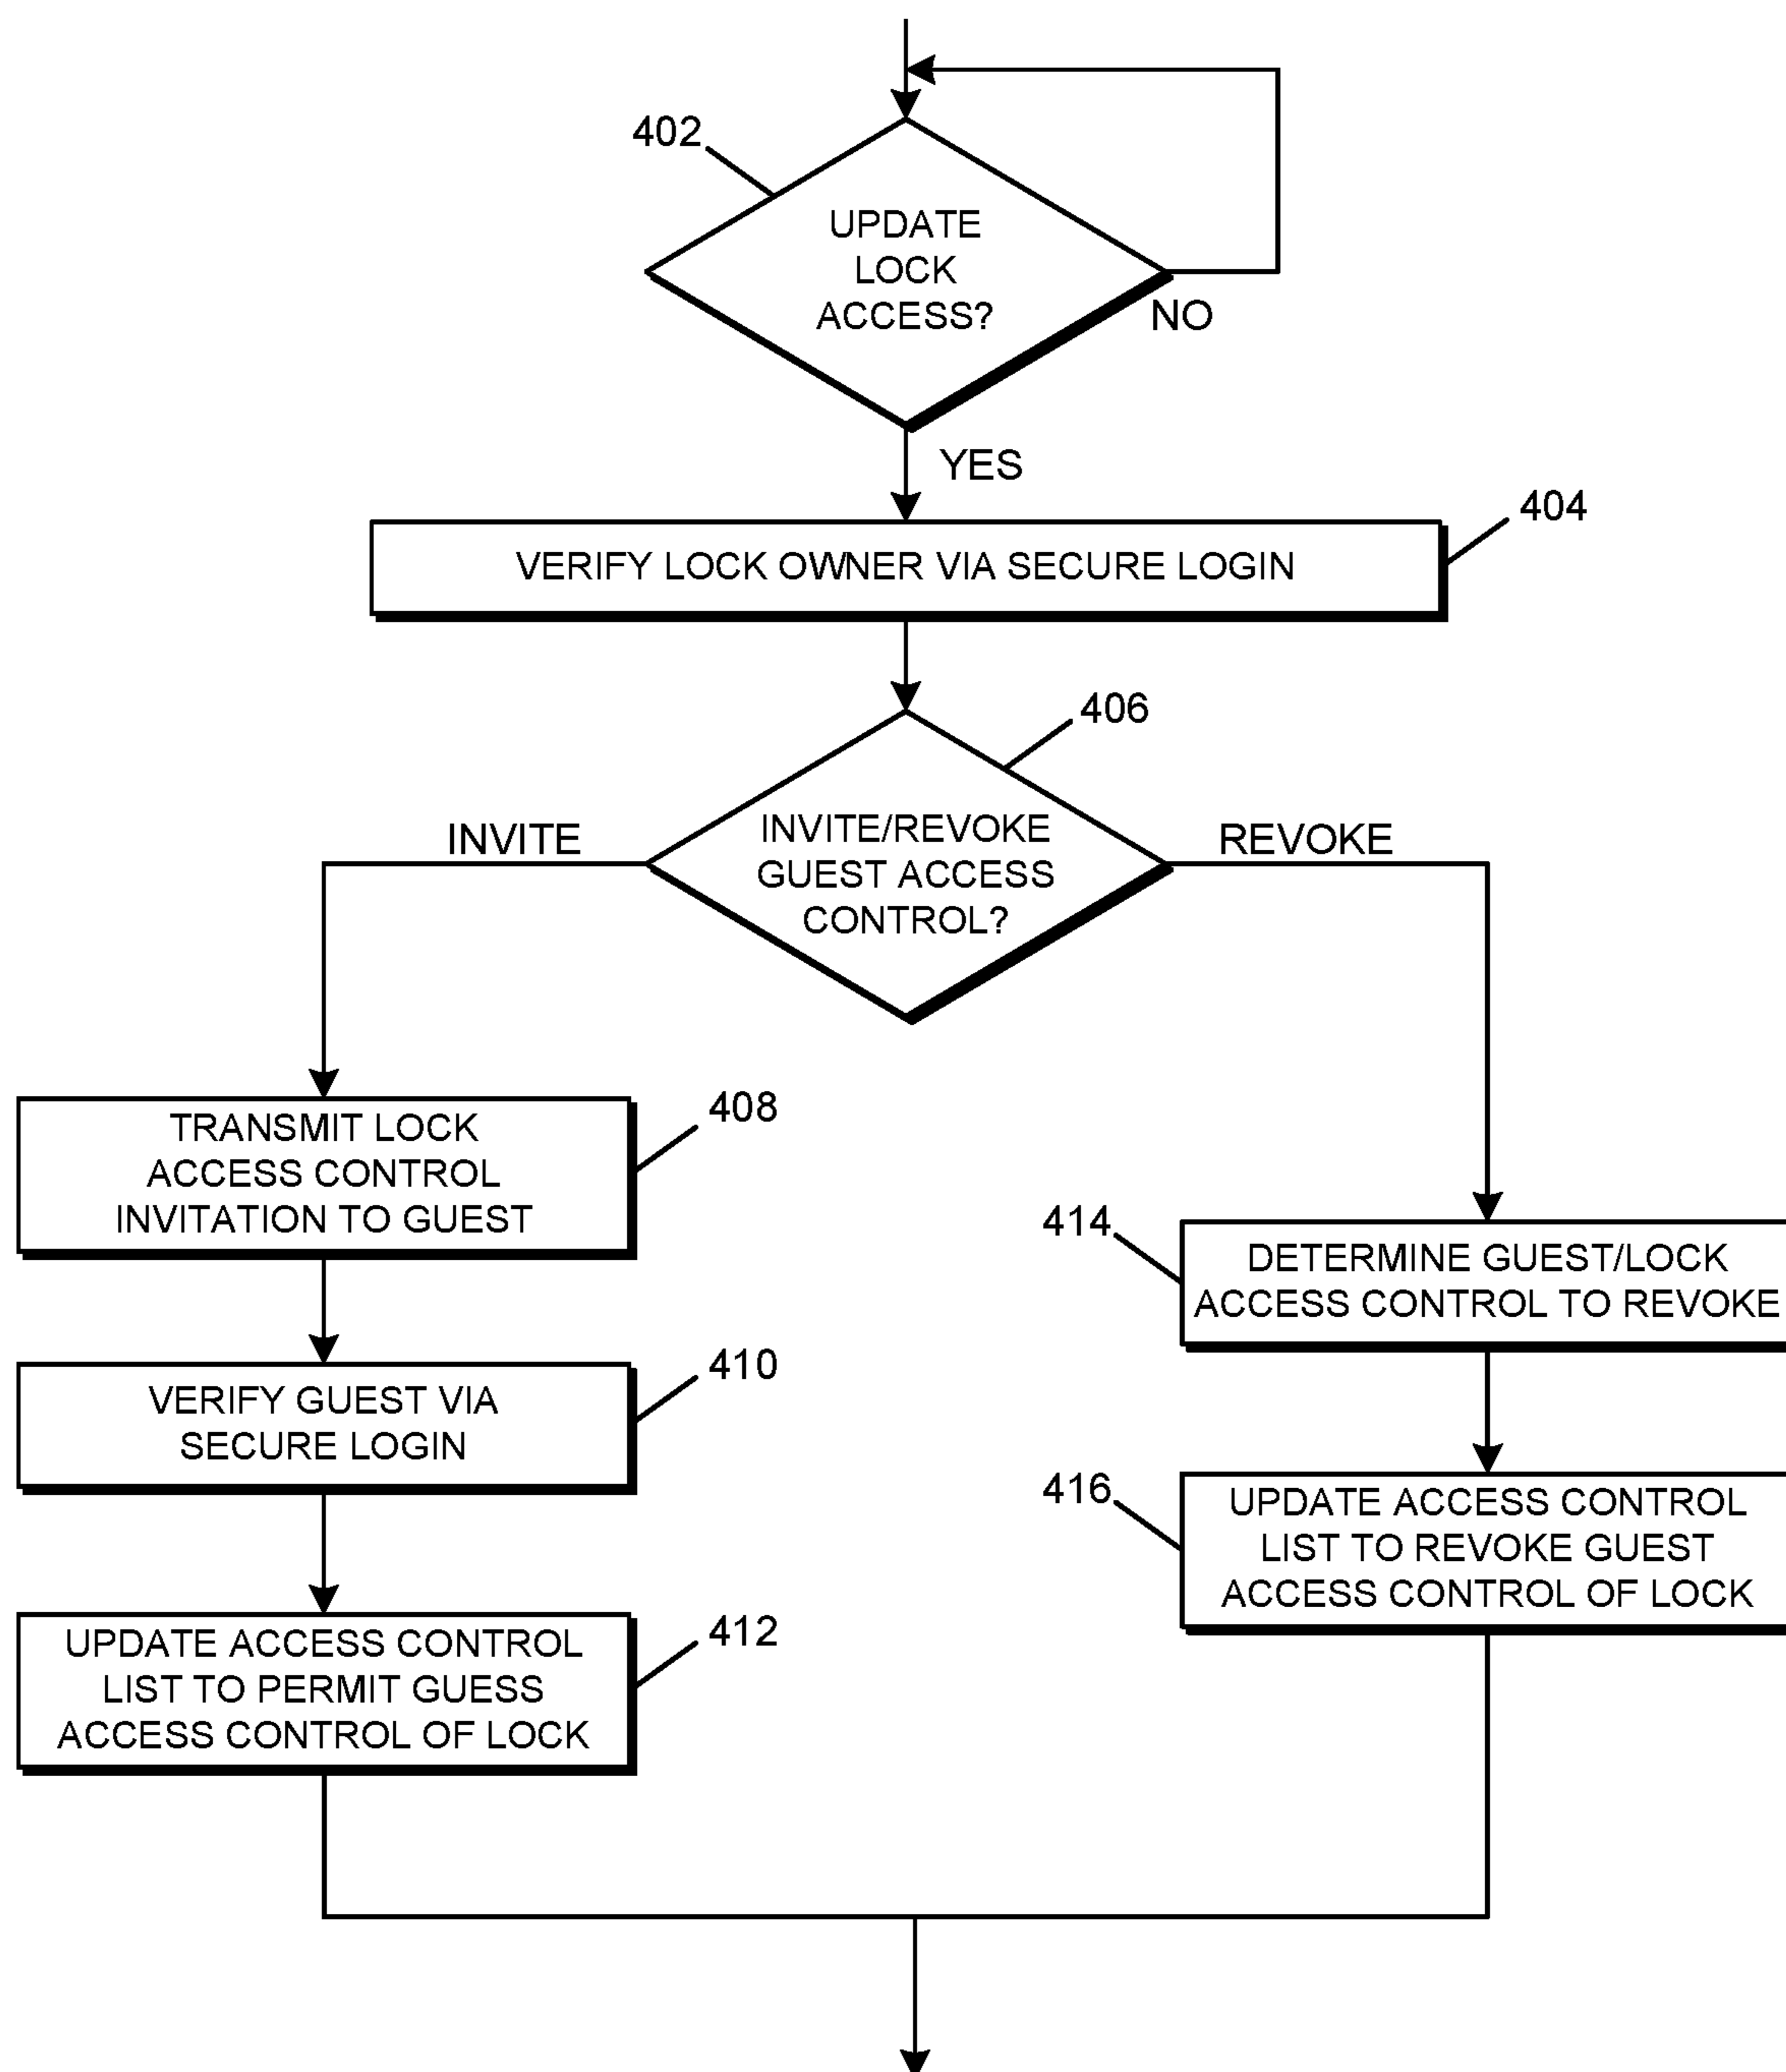 402
UPDATE
LOCK
ACCESS?
NO
YES
404
VERIFY LOCK OWNER VIA SECURE LOGIN
406
INVITE
INVITE/REVOKE
GUEST ACCESS
CONTROL?
REVOKE
408
TRANSMIT LOCK
ACCESS CONTROL
INVITATION TO GUEST
410
VERIFY GUEST VIA
SECURE LOGIN
412
UPDATE ACCESS CONTROL
LIST TO PERMIT GUESS
ACCESS CONTROL OF LOCK
414
DETERMINE GUEST/LOCK
ACCESS CONTROL TO REVOKE
416
UPDATE ACCESS CONTROL
LIST TO REVOKE GUEST
ACCESS CONTROL OF LOCK